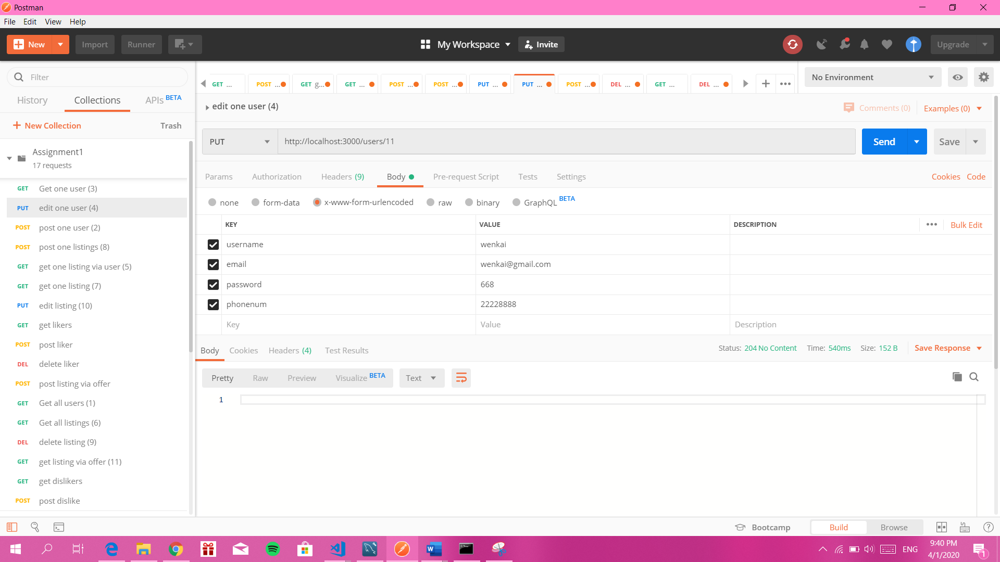 Postman
File Edit View Help
New Import Runner My Workspace Invite Upgrade
Filter
History Collections APIs BETA
New Collection Trash
Assignment1
17 requests
GET Get one user (3)
PUT edit one user (4)
POST post one user (2)
POST post one listings (8)
GET get one listing via user (5)
GET get one listing (7)
PUT edit listing (10)
GET get likers
POST post liker
DEL delete liker
POST post listing via offer
GET Get all users (1)
GET Get all listings (6)
DEL delete listing (9)
GET get listing via offer (11)
GET get dislikers
POST post dislike
GET ... POST ... GET g... GET ... POST ... POST ... PUT ... PUT ... POST ... DEL ... GET ... DEL ...
No Environment
edit one user (4) Comments (0) Examples (0)
PUT http://localhost:3000/users/11 Send Save
Params Authorization Headers (9) Body Pre-request Script Tests Settings Cookies Code
none form-data x-www-form-urlencoded raw binary GraphQL BETA
KEY VALUE DESCRIPTION ••• Bulk Edit
username wenkai
email wenkai@gmail.com
password 668
phonenum 22228888
Key Value Description
Body Cookies Headers (4) Test Results Status: 204 No Content Time: 540ms Size: 152 B Save Response
Pretty Raw Preview Visualize BETA Text
1
Bootcamp Build Browse
ENG
9:40 PM
4/1/2020
1